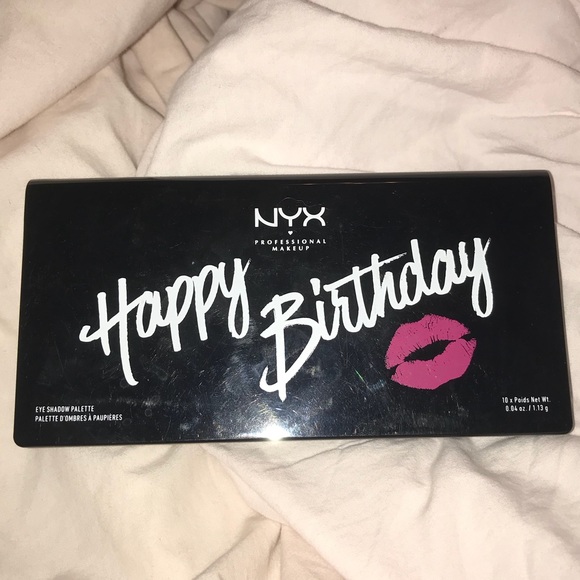 NYX
PROFESSIONAL
MAKEUP
Happy Birthday
EYE SHADOW PALETTE
PALETTE D'OMBRES À PAUPIÈRES
10 x Poids Net Wt.
0.04 oz. / 1.13 g